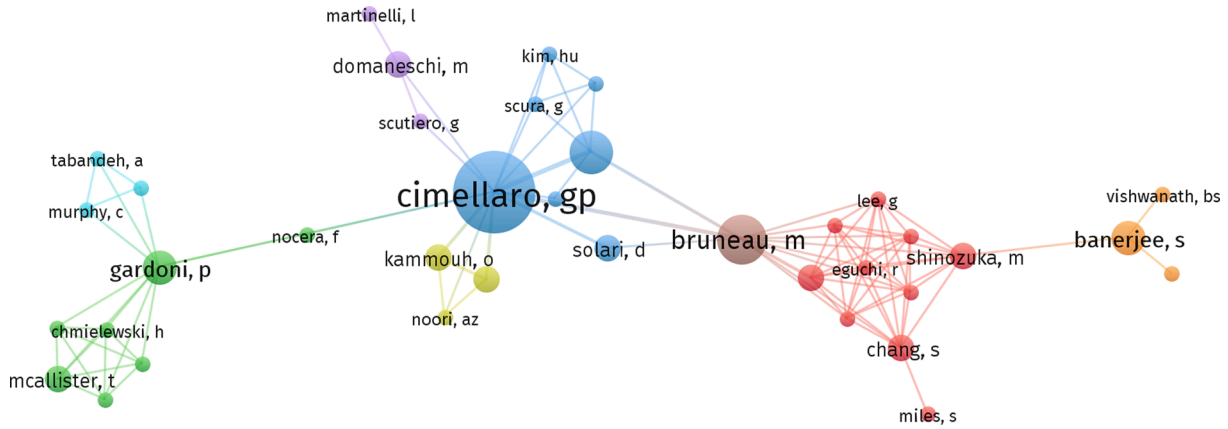 martinelli, l
domaneschi, m
kim, hu
scura, g
scutiero, g
tabandeh, a
cimellaro, gp
vishwanath, bs
murphy, c
lee, g
nocera, f
bruneau, m
banerjee, s
solari, d
kammouh, o
shinozuka, m
gardoni, p
eguchi, r
noori, az
chmielewski, h
chang, s
mcallister, t
miles, s